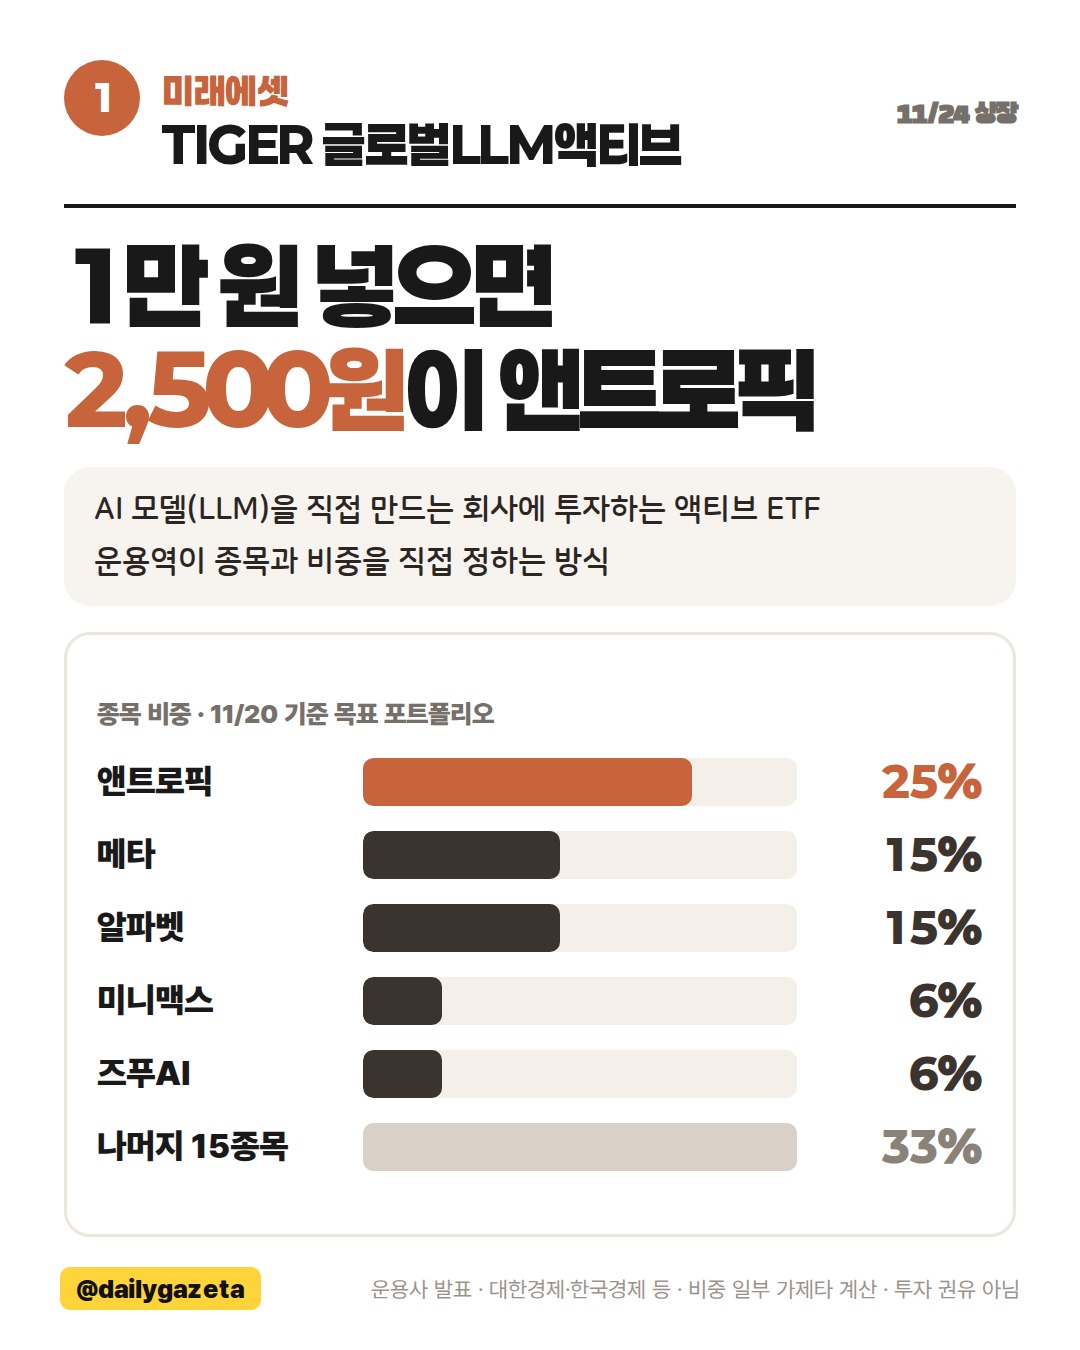 1
미래에셋
TIGER 글로벌LLM액티브
11/24 상장
1만 원 넣으면
2,500원이 앤트로픽
AI 모델(LLM)을 직접 만드는 회사에 투자하는 액티브 ETF
운용역이 종목과 비중을 직접 정하는 방식
종목 비중 · 11/20 기준 목표 포트폴리오
앤트로픽 25%
메타 15%
알파벳 15%
미니맥스 6%
즈푸AI 6%
나머지 15종목 33%
@dailygazeta
운용사 발표 · 대한경제·한국경제 등 · 비중 일부 가제타 계산 · 투자 권유 아님